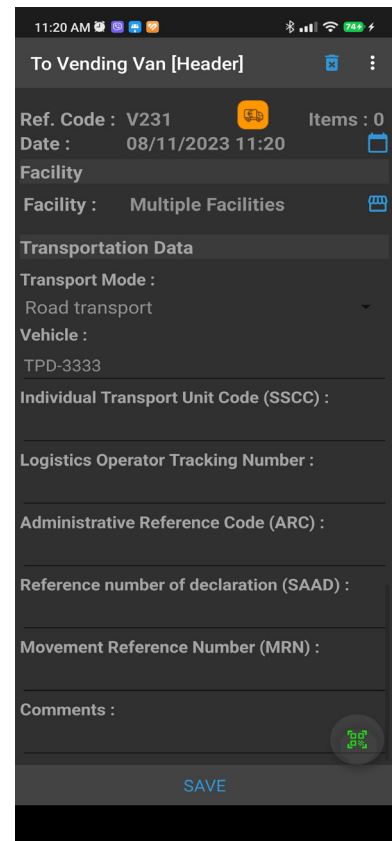 11:20 AM 74
To Vending Van [Header]
Ref. Code : V231 Items : 0
Date : 08/11/2023 11:20
Facility
Facility : Multiple Facilities
Transportation Data
Transport Mode :
Road transport
Vehicle :
TPD-3333
Individual Transport Unit Code (SSCC) :
Logistics Operator Tracking Number :
Administrative Reference Code (ARC) :
Reference number of declaration (SAAD) :
Movement Reference Number (MRN) :
Comments :
SAVE